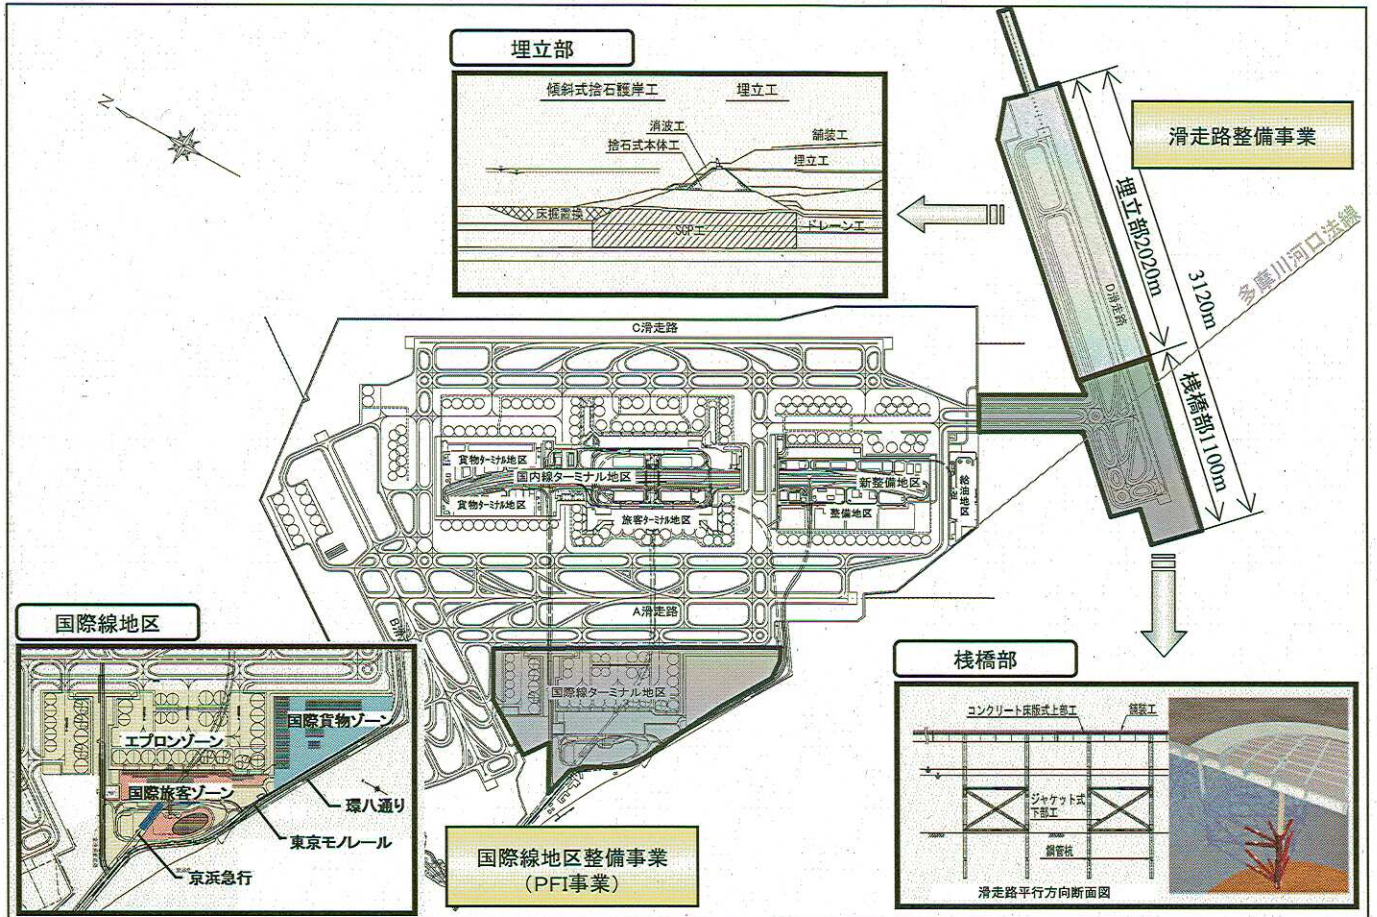 埋立部
傾斜式捨石護岸工
埋立工
消波工
捨石式本体工
舗装工
埋立工
床掘置換
SCP工
ドレーン工
N
滑走路整備事業
埋立部2020m
3120m
多摩川河口法線
D滑走路
桟橋部1100m
C滑走路
貨物ターミナル地区
国内線ターミナル地区
貨物ターミナル地区
旅客ターミナル地区
新整備地区
整備地区
給油地区
A滑走路
B滑走路
国際線ターミナル地区
国際線地区
国際貨物ゾーン
エプロンゾーン
国際旅客ゾーン
環八通り
東京モノレール
京浜急行
国際線地区整備事業
(PFI事業)
桟橋部
コンクリート床版式上部工
舗装工
ジャケット式
下部工
鋼管杭
滑走路平行方向断面図